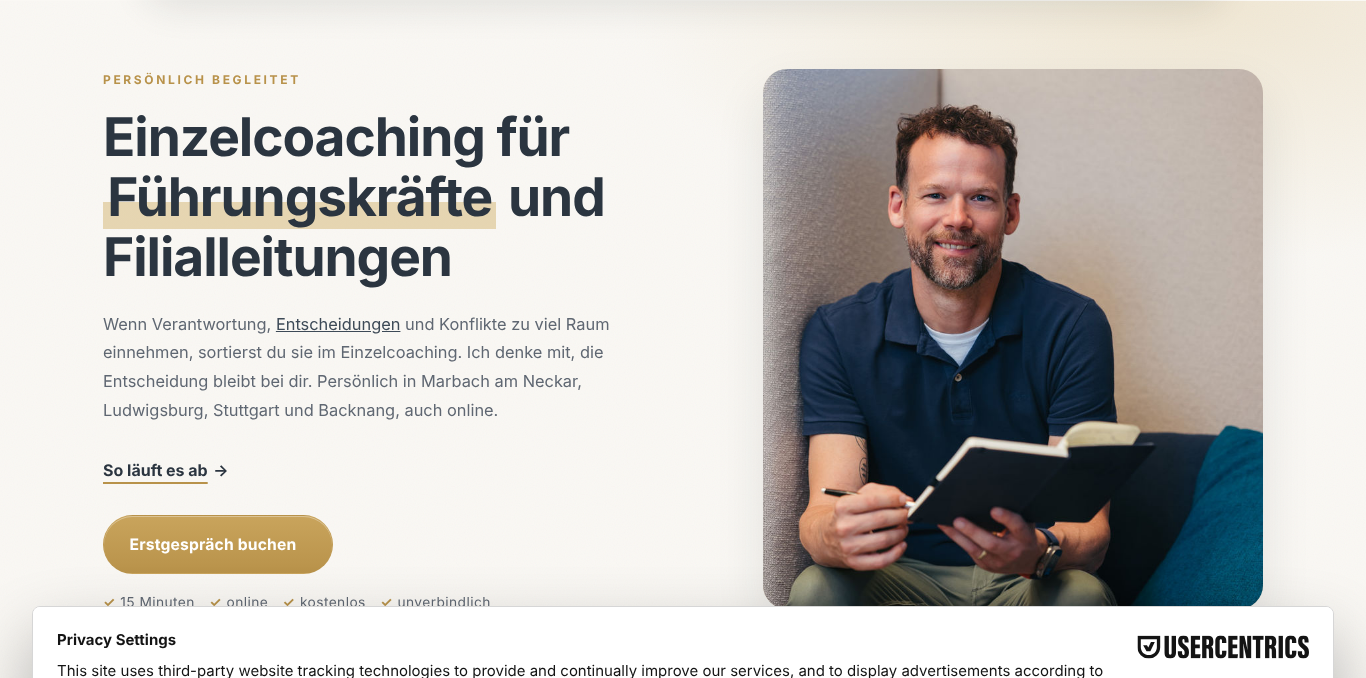 PERSÖNLICH BEGLEITET
Einzelcoaching für
Führungskräfte und
Filialleitungen
Wenn Verantwortung, Entscheidungen und Konflikte zu viel Raum
einnehmen, sortierst du sie im Einzelcoaching. Ich denke mit, die
Entscheidung bleibt bei dir. Persönlich in Marbach am Neckar,
Ludwigsburg, Stuttgart und Backnang, auch online.
So läuft es ab →
Erstgespräch buchen
✓ 15 Minuten ✓ online ✓ kostenlos ✓ unverbindlich
Privacy Settings
USERCENTRICS
This site uses third-party website tracking technologies to provide and continually improve our services, and to display advertisements according to